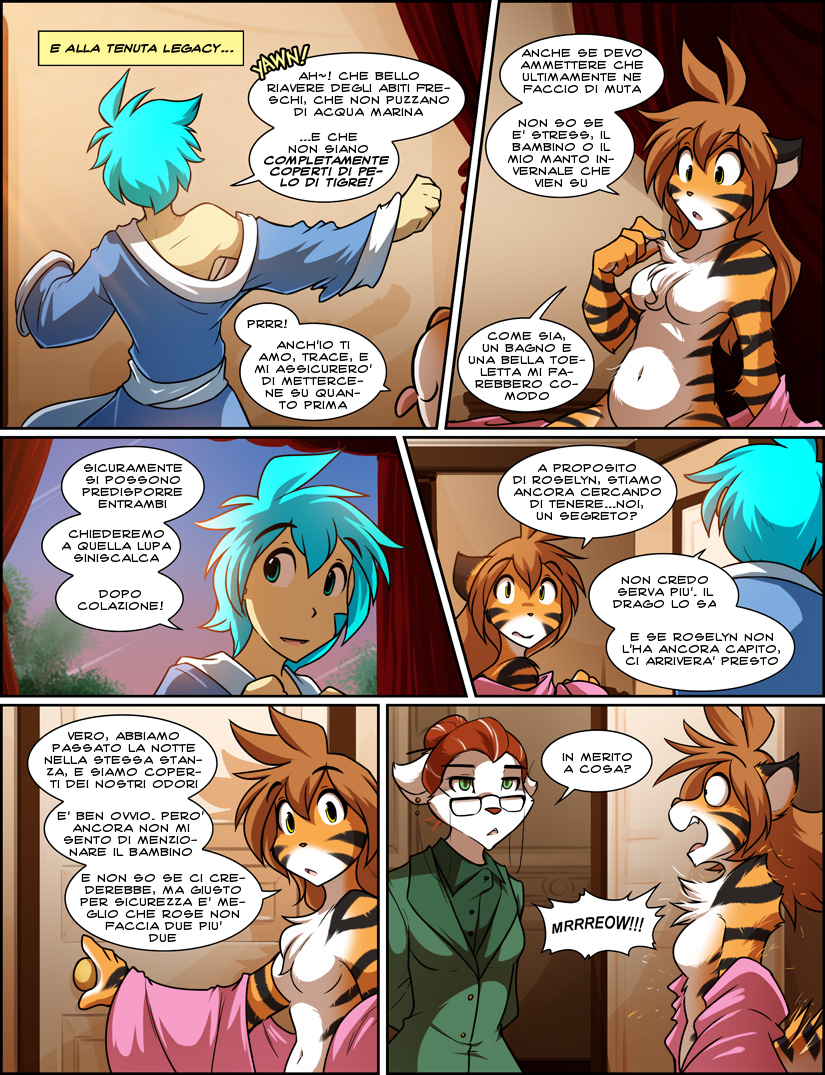 E ALLA TENUTA LEGACY...
YAWN!
AH~! CHE BELLO
RIAVERE DEGLI ABITI FRE-
SCHI, CHE NON PUZZANO
DI ACQUA MARINA
...E CHE
NON SIANO
COMPLETAMENTE
COPERTI DI PE-
LO DI TIGRE!
PRRR!
ANCH'IO TI
AMO, TRACE, E
MI ASSICURERO'
DI METTERCE-
NE SU QUAN-
TO PRIMA
ANCHE SE DEVO
AMMETTERE CHE
ULTIMAMENTE NE
FACCIO DI MUTA
NON SO SE
E' STRESS, IL
BAMBINO O IL
MIO MANTO IN-
VERNALE CHE
VIEN SU
COME SIA,
UN BAGNO E
UNA BELLA TOE-
LETTA MI FA-
REBBERO CO-
MODO
SICURAMENTE
SI POSSONO
PREDISPORRE
ENTRAMBI
CHIEDEREMO
A QUELLA LUPA
SINISCALCA
DOPO
COLAZIONE!
A PROPOSITO
DI ROSELYN, STIAMO
ANCORA CERCANDO
DI TENERE...NOI,
UN SEGRETO?
NON CREDO
SERVA PIU'. IL
DRAGO LO SA
E SE ROSELYN NON
L'HA ANCORA CAPITO,
CI ARRIVERA' PRESTO
VERO, ABBIAMO
PASSATO LA NOTTE
NELLA STESSA STAN-
ZA, E SIAMO COPER-
TI DEI NOSTRI ODORI
E' BEN OVVIO. PERO'
ANCORA NON MI
SENTO DI MENZIO-
NARE IL BAMBINO
E NON SO SE CI CRE-
DEREBBE, MA GIUSTO
PER SICUREZZA E' ME-
GLIO CHE ROSE NON
FACCIA DUE PIU'
DUE
IN MERITO
A COSA?
MRRREOW!!!